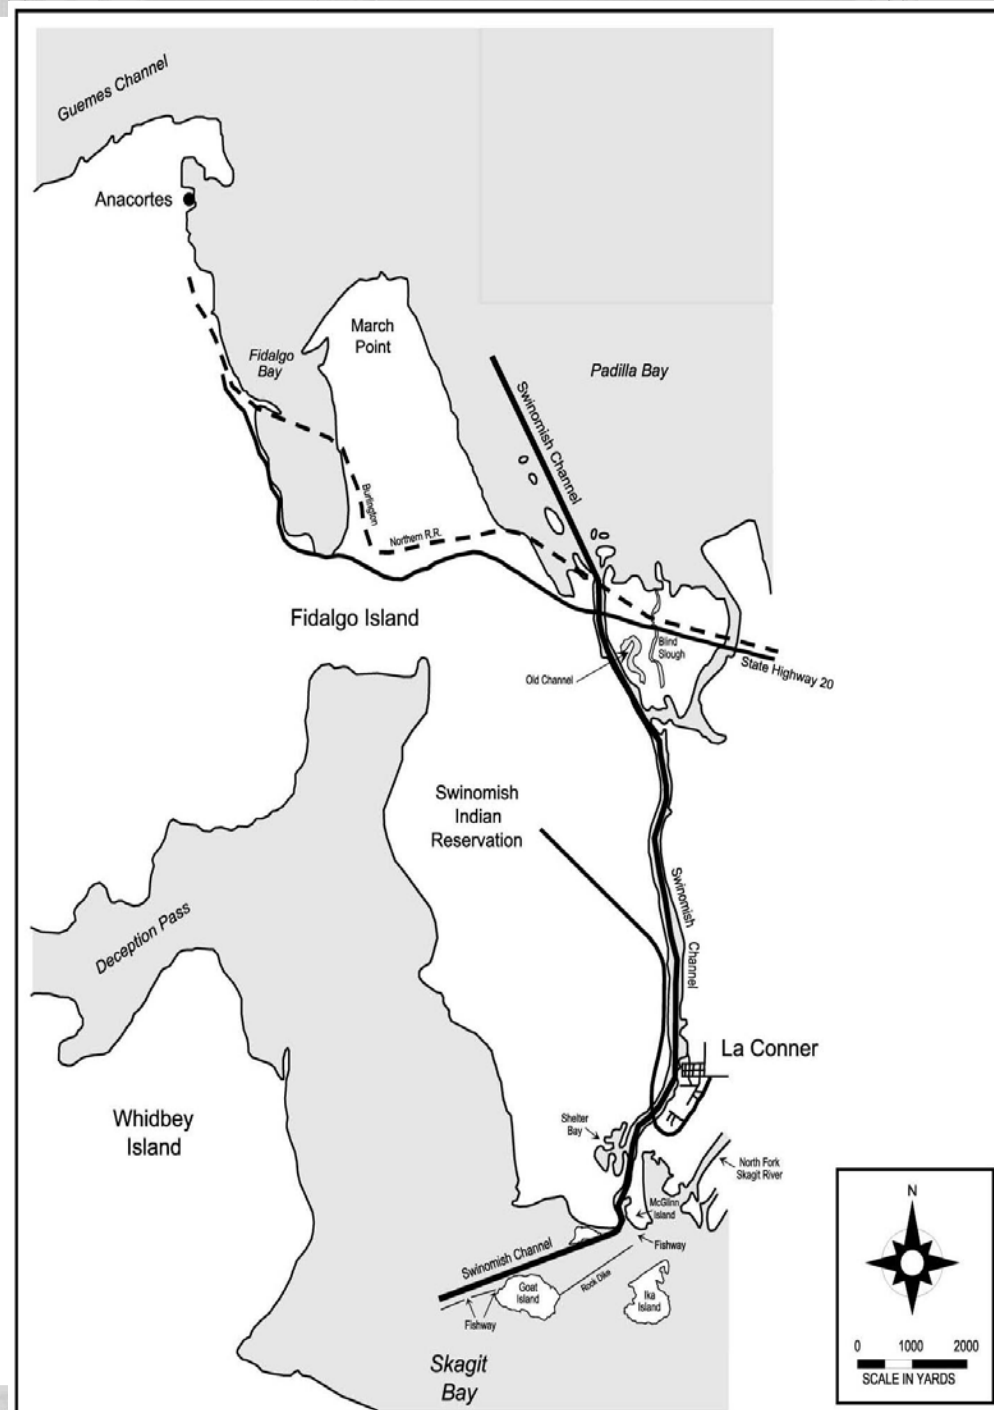 Guemes Channel
Anacortes
March
Point
Fidalgo
Bay
Padilla Bay
Swinomish Channel
Burlington
Northern R.R.
Fidalgo Island
Blind
Slough
Old Channel
State Highway 20
Swinomish
Indian
Reservation
Swinomish
Channel
Deception Pass
La Conner
Whidbey
Island
Shelter
Bay
North Fork
Skagit River
McGlinn
Island
Fishway
Swinomish Channel
Rock Dike
Goat
Island
Ika
Island
Fishway
Skagit
Bay
N
0 1000 2000
SCALE IN YARDS